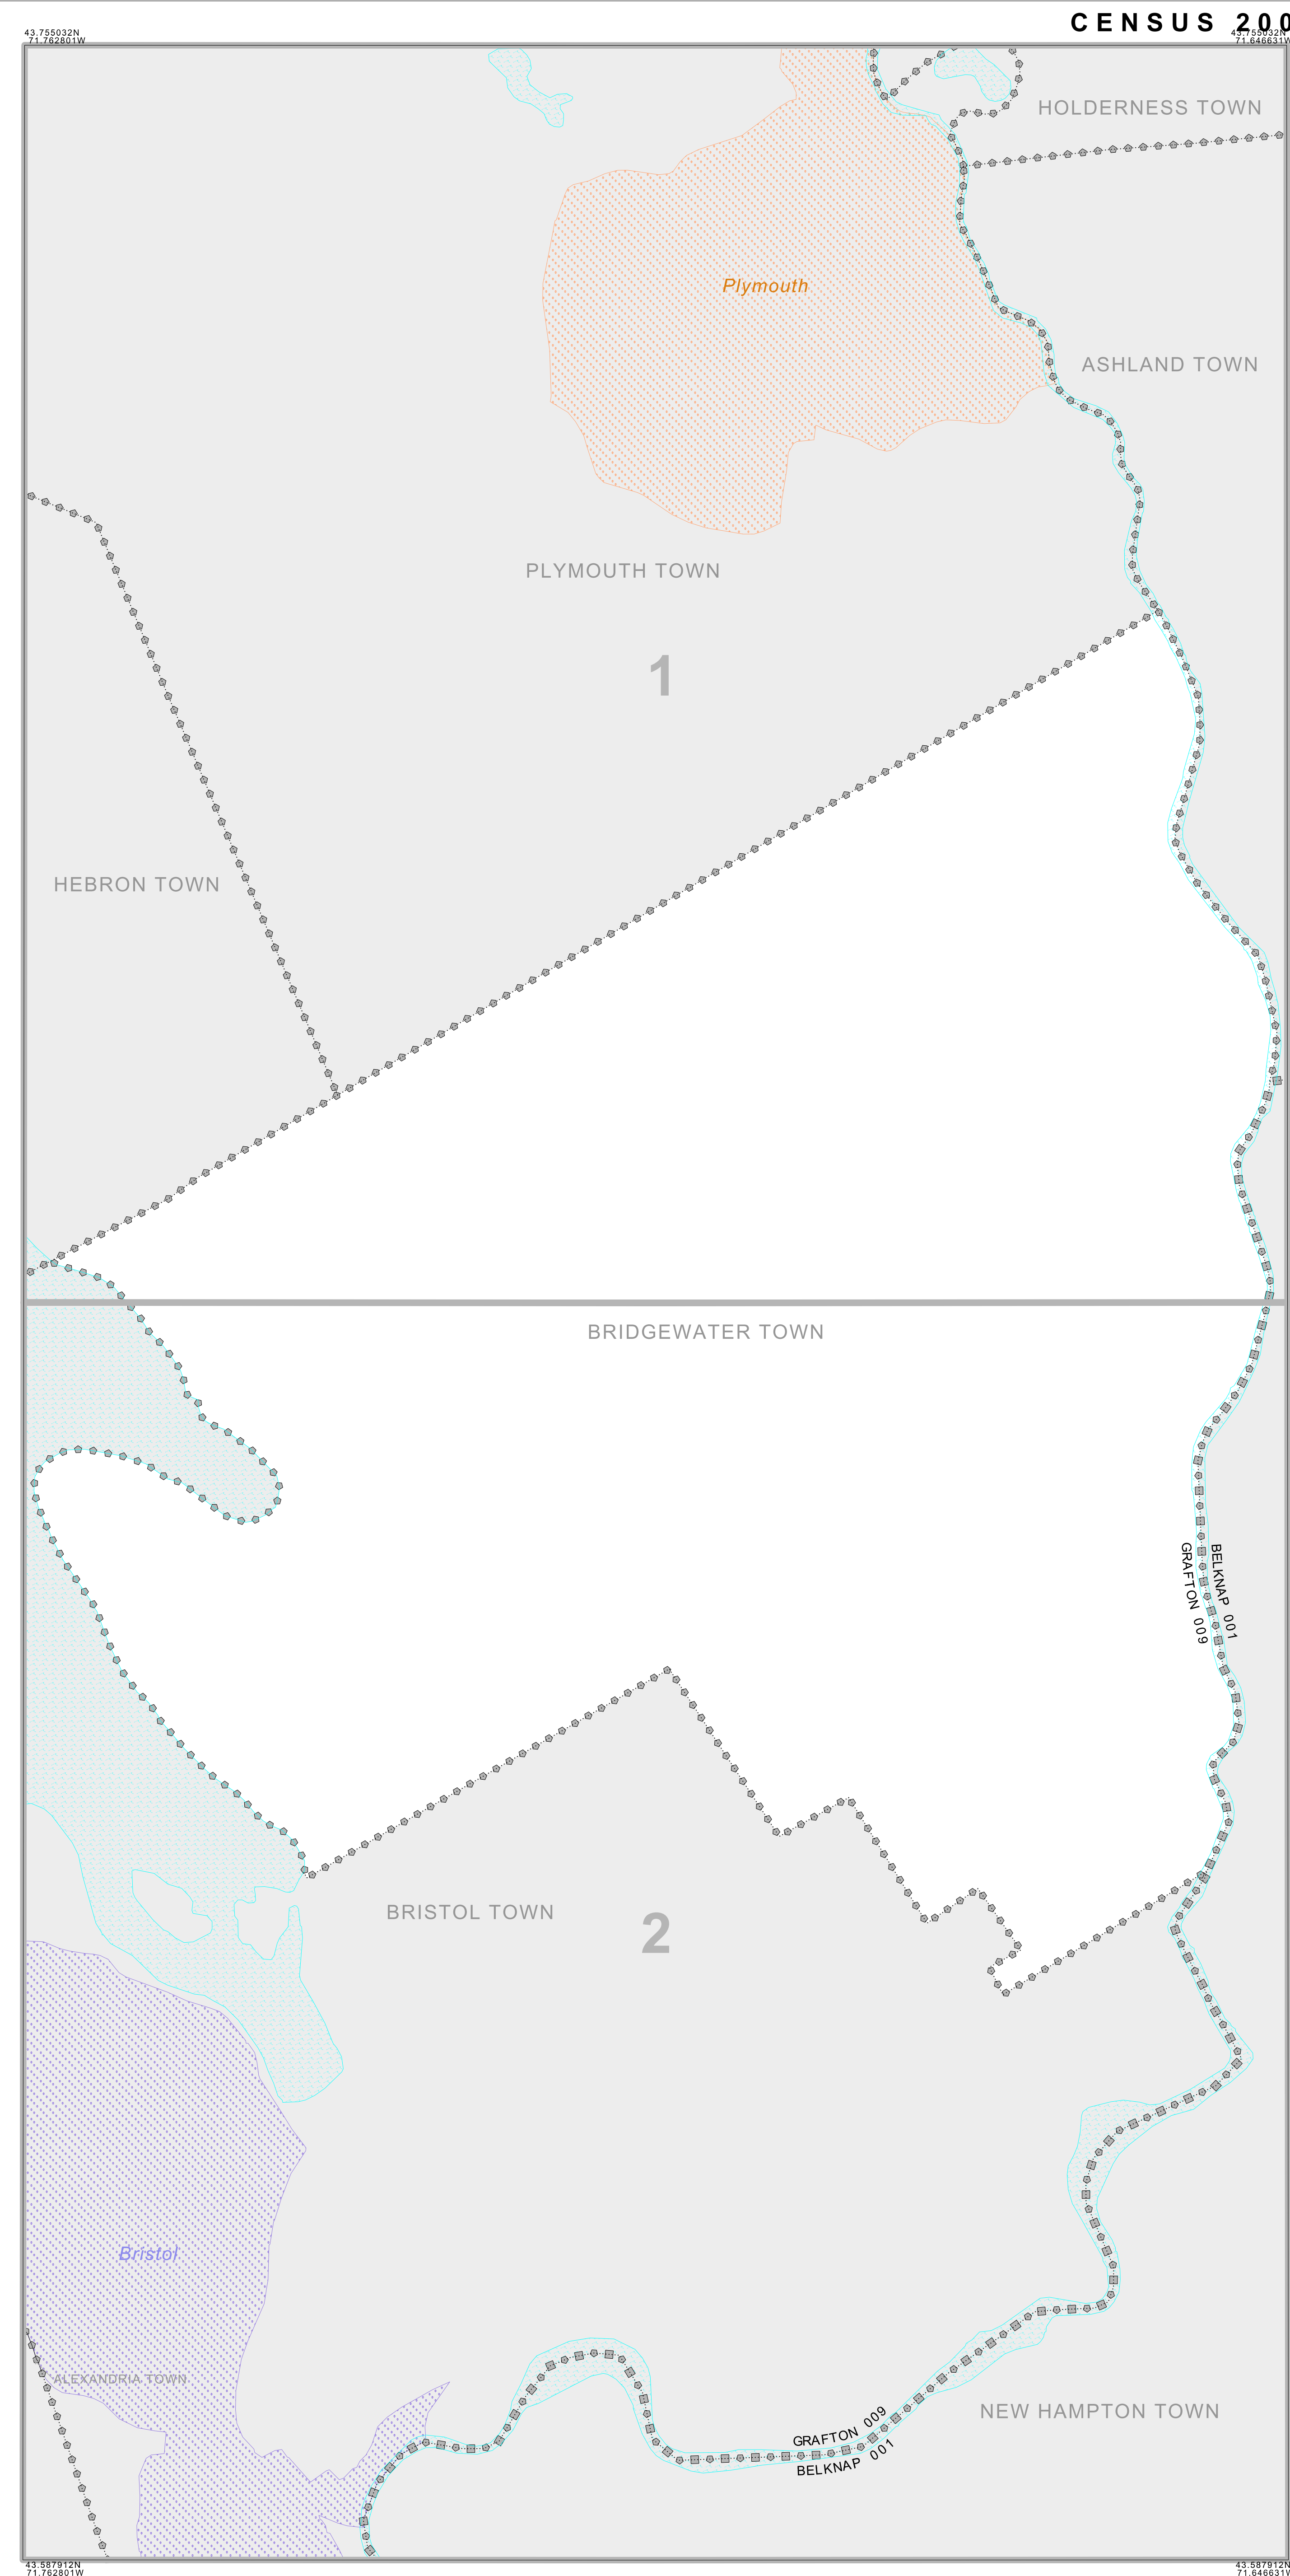 CENSUS 200
43.755032N
71.762801W
43.755032N
71.646631W
HOLDERNESS TOWN
Plymouth
ASHLAND TOWN
PLYMOUTH TOWN
1
HEBRON TOWN
BRIDGEWATER TOWN
BELKNAP 001
GRAFTON 009
BRISTOL TOWN
2
Bristol
ALEXANDRIA TOWN
NEW HAMPTON TOWN
GRAFTON 009
BELKNAP 001
43.587912N
71.762801W
43.587912N
71.646631W